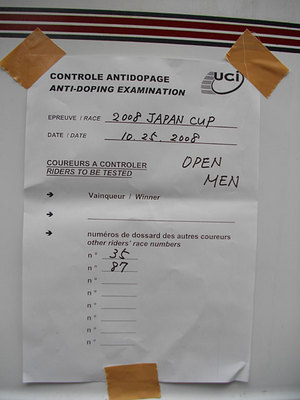 CONTROLE ANTIDOPAGE
ANTI-DOPING EXAMINATION
uci
EPREUVE / RACE 2008 JAPAN CUP
DATE / DATE 10.25.2008
COUREURS A CONTROLER
RIDERS TO BE TESTED
OPEN
MEN
Vainqueur / Winner
numéros de dossard des autres coureurs
other riders' race numbers
n° 35
n° 87
n°
n°
n°
n°
n°
n°